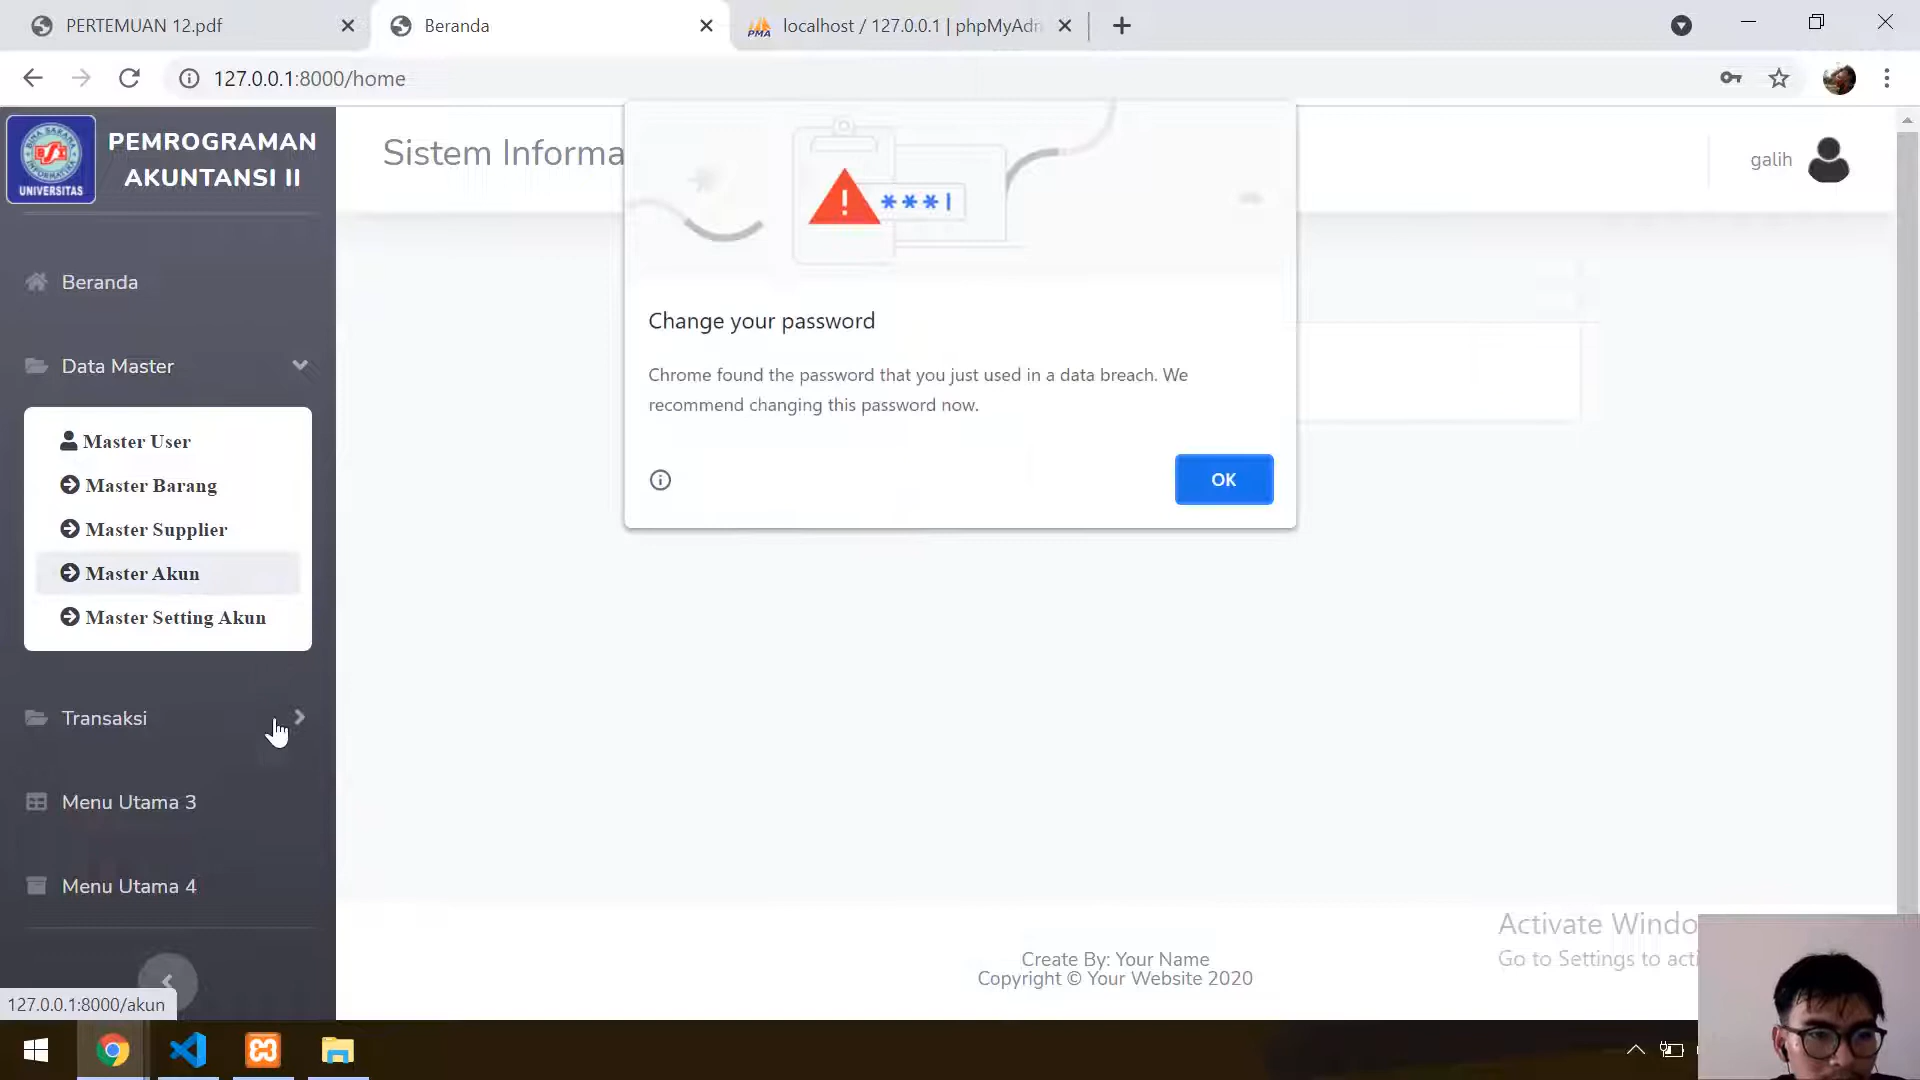 PERTEMUAN 12.pdf
Beranda
localhost / 127.0.0.1 | phpMyAdn
127.0.0.1:8000/home
UNIVERSITAS
PEMROGRAMAN
AKUNTANSI II
Sistem Informa
galih
***
Change your password
Chrome found the password that you just used in a data breach. We
recommend changing this password now.
OK
Beranda
Data Master
Master User
Master Barang
Master Supplier
Master Akun
Master Setting Akun
Transaksi
Menu Utama 3
Menu Utama 4
127.0.0.1:8000/akun
Create By: Your Name
Copyright © Your Website 2020
Activate Windo
Go to Settings to acti